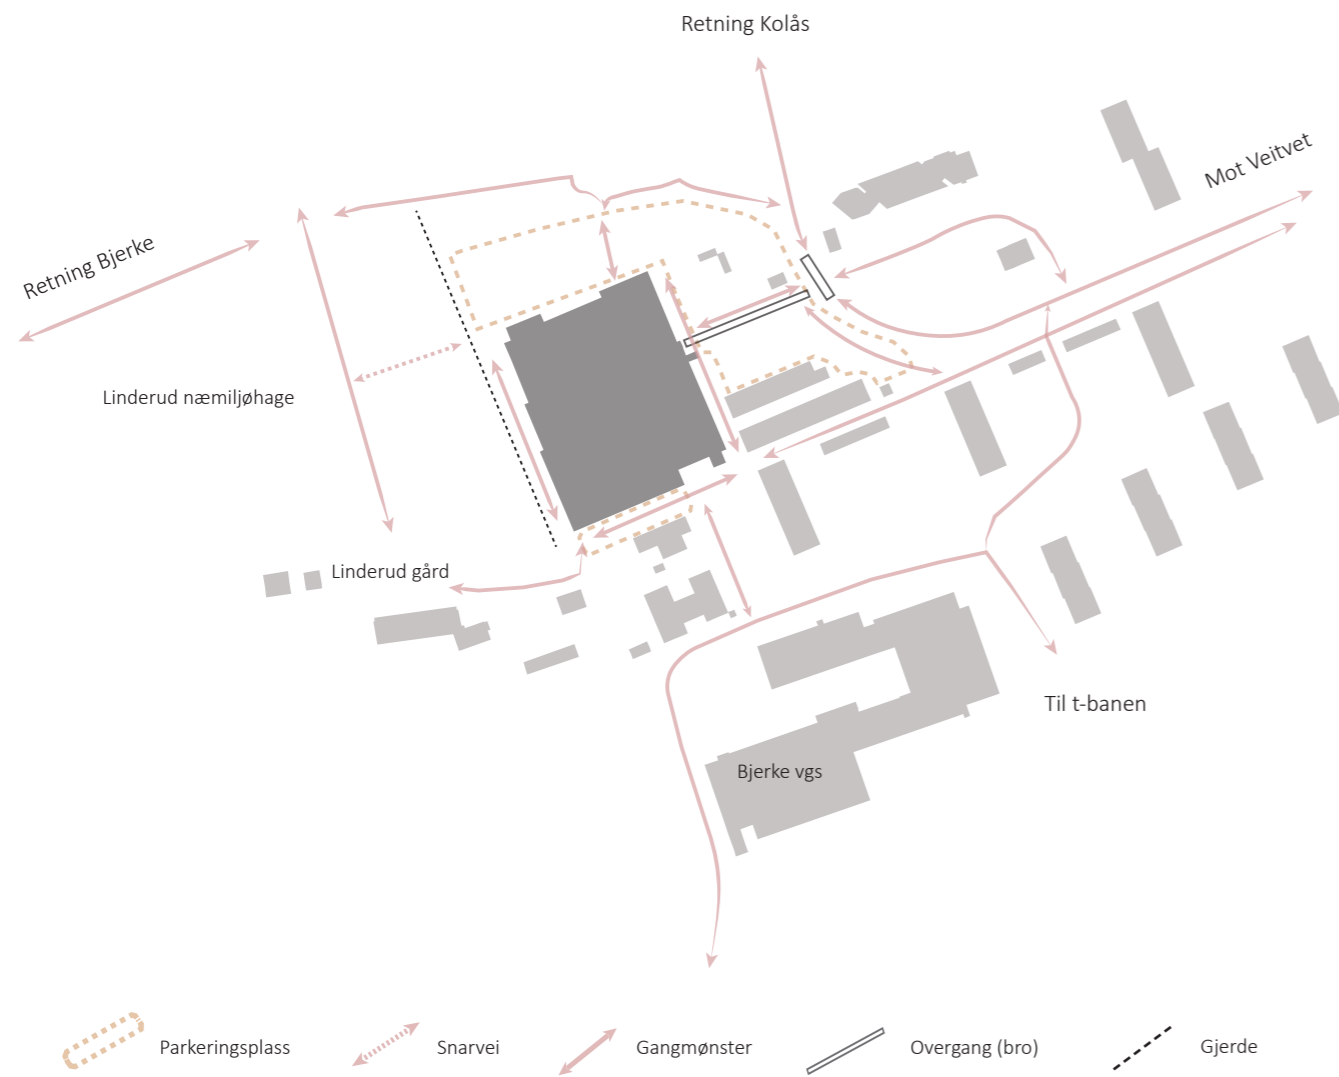 Retning Kolås
Mot Veitvet
Retning Bjerke
Linderud næmiljøhage
Linderud gård
Til t-banen
Bjerke vgs
Parkeringsplass
Snarvei
Gangmønster
Overgang (bro)
Gjerde